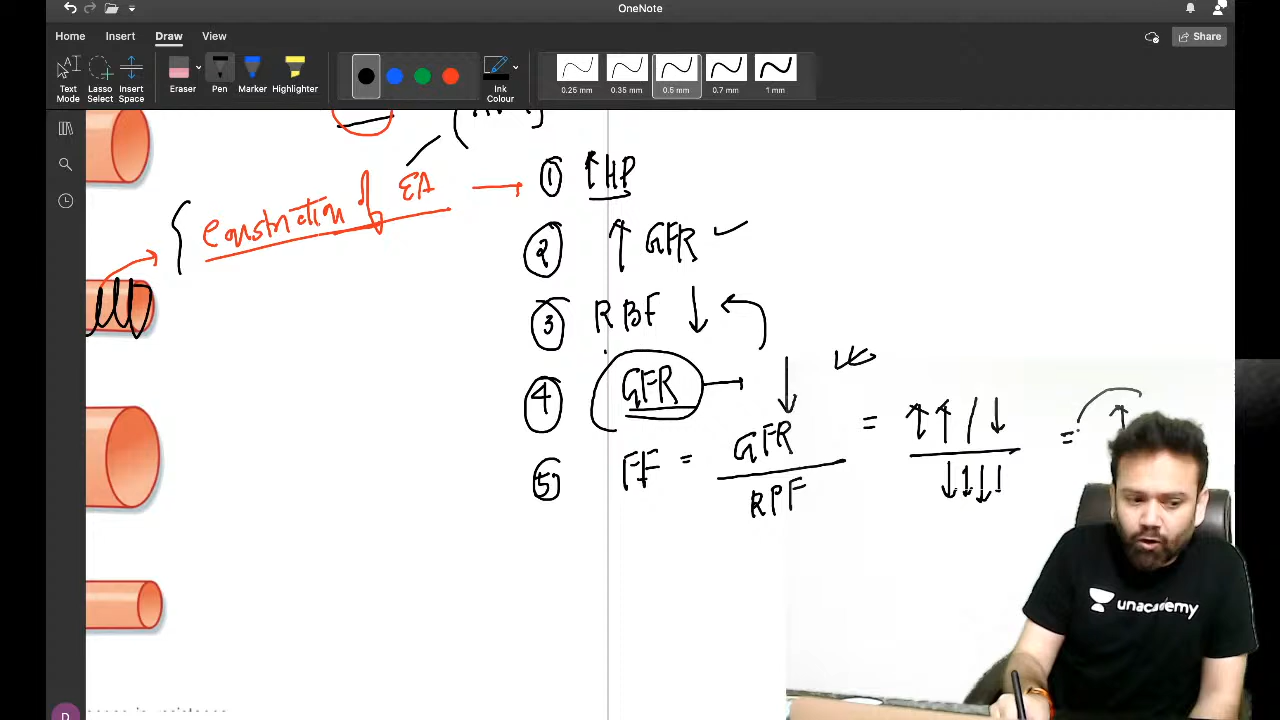 OneNote
Home Insert Draw View
Share
Text Mode
Lasso Select
Insert Space
Eraser
Pen
Marker
Highlighter
Ink Colour
0.25 mm
0.35 mm
0.5 mm
0.7 mm
1 mm
{ Constriction of EA → ① ↑ HP
② ↑ GFR ✓
③ RBF ↓
④ GFR → ↓
⑤ FF = GFR / RPF = ↑↑/↓ / ↓↓↓↓ = ↑
unacademy
D